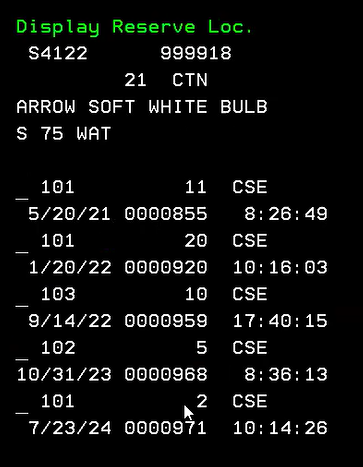 Display Reserve Loc.
S4122 999918
21 CTN
ARROW SOFT WHITE BULB
S 75 WAT
_ 101 11 CSE
5/20/21 0000855 8:26:49
_ 101 20 CSE
1/20/22 0000920 10:16:03
_ 103 10 CSE
9/14/22 0000959 17:40:15
_ 102 5 CSE
10/31/23 0000968 8:36:13
_ 101 2 CSE
7/23/24 0000971 10:14:26